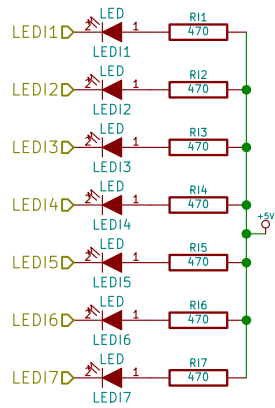 LED RI1
LEDI1 2 1 470
LEDI1
LED RI2
LEDI2 2 1 470
LEDI2
LED RI3
LEDI3 2 1 470
LEDI3
LED RI4
LEDI4 2 1 470
LEDI4
+5V
LED RI5
LEDI5 2 1 470
LEDI5
LED RI6
LEDI6 2 1 470
LEDI6
LED RI7
LEDI7 2 1 470
LEDI7